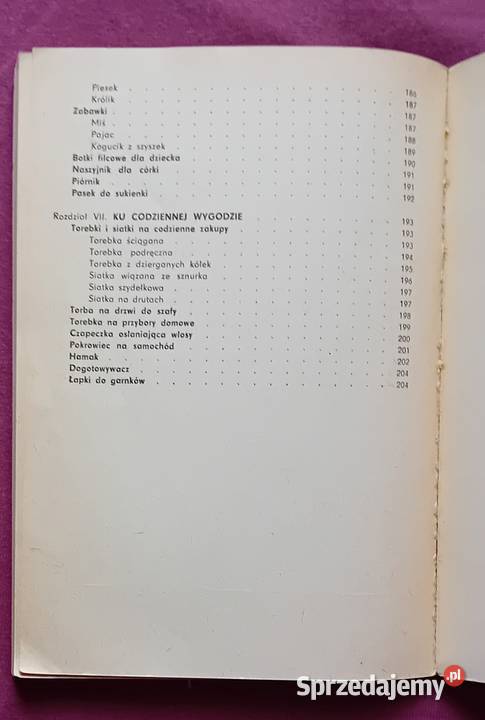 Piesek . . . . . . . . . . . 186
Królik . . . . . . . . . . . 187
Zabawki . . . . . . . . . . . 187
Miś . . . . . . . . . . . 187
Pajac . . . . . . . . . . . 188
Kogucik z szyszek . . . . . . . . . 189
Botki filcowe dla dziecka . . . . . . . . . 190
Naszyjnik dla córki . . . . . . . . . 191
Piórnik . . . . . . . . . . . 191
Pasek do sukienki . . . . . . . . . 192
Rozdział VII. KU CODZIENNEJ WYGODZIE . . . . . . 193
Torebki i siatki na codzienne zakupy . . . . . . 193
Torebka ściągana . . . . . . . . . 193
Torebka podręczna . . . . . . . . . 194
Torebka z dzierganych kółek . . . . . . . 195
Siatka wiązana ze sznurka . . . . . . . 196
Siatka szydełkowa . . . . . . . . . 197
Siatka na drutach . . . . . . . . . 197
Torba na drzwi do szafy . . . . . . . . . 198
Torebka na przybory domowe . . . . . . . 199
Czapeczka osłaniająca włosy . . . . . . . 200
Pokrowiec na samochód . . . . . . . . . 201
Hamak . . . . . . . . . . . 202
Dogotowywacz . . . . . . . . . . . 204
Łapki do garnków . . . . . . . . . . . 204
Sprzedajemy.pl